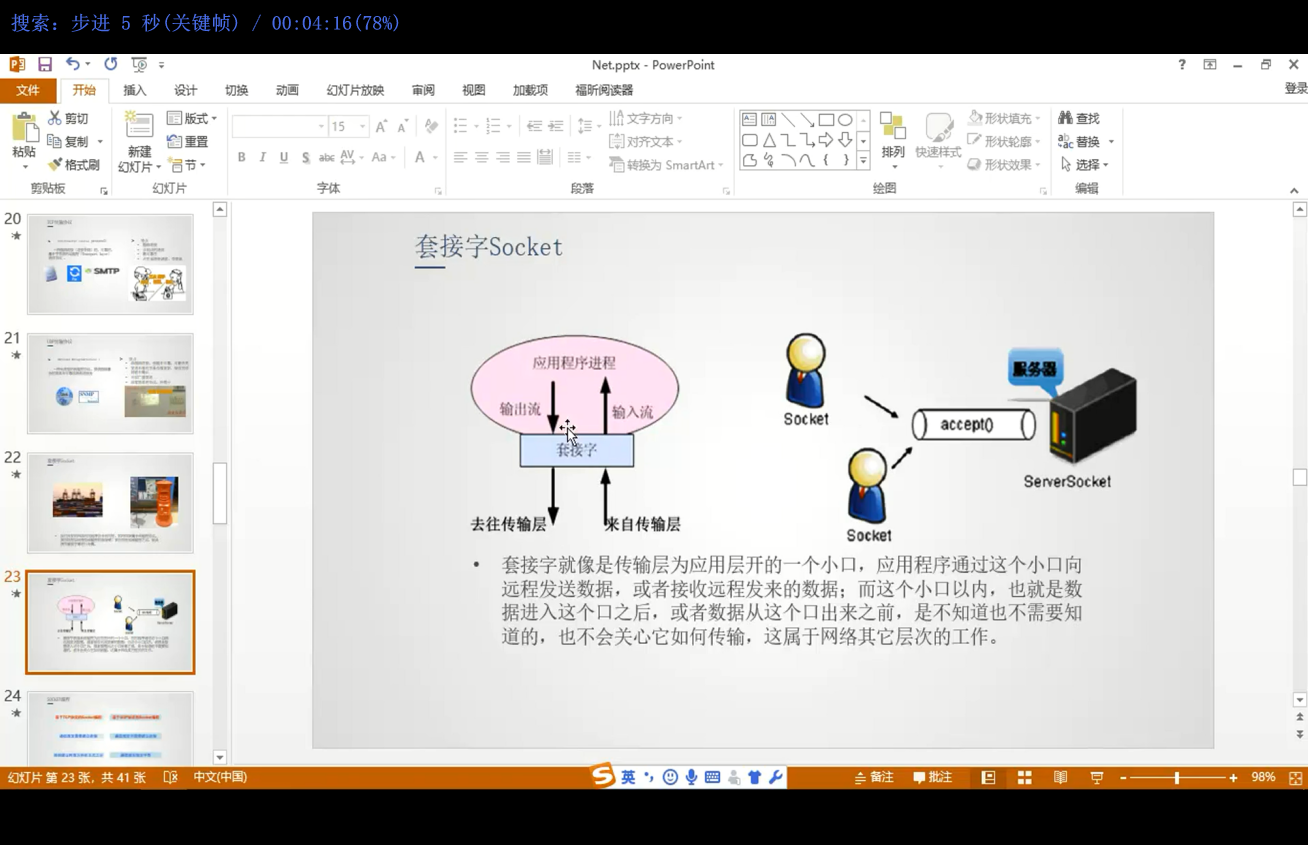 搜索: 步进 5 秒(关键帧) / 00:04:16(78%)
Net.pptx - PowerPoint
登录
文件 开始 插入 设计 切换 动画 幻灯片放映 审阅 视图 加载项 福昕阅读器
粘贴
剪切
复制
格式刷
剪贴板
新建
幻灯片
版式
重置
节
幻灯片
15
B I U S abc AV Aa A
字体
文字方向
对齐文本
转换为 SmartArt
段落
排列
快速样式
形状填充
形状轮廓
形状效果
绘图
查找
替换
选择
编辑
20
SMTP
21
22
23
24
套接字Socket
应用程序进程
输出流
输入流
套接字
去往传输层
来自传输层
Socket
服务器
accept()
ServerSocket
Socket
• 套接字就像是传输层为应用层开的一个小口，应用程序通过这个小口向
远程发送数据，或者接收远程发来的数据；而这个小口以内，也就是数
据进入这个口之后，或者数据从这个口出来之前，是不知道也不需要知
道的，也不会关心它如何传输，这属于网络其它层次的工作。
幻灯片 第 23 张，共 41 张 中文(中国)
英
备注 批注
98%